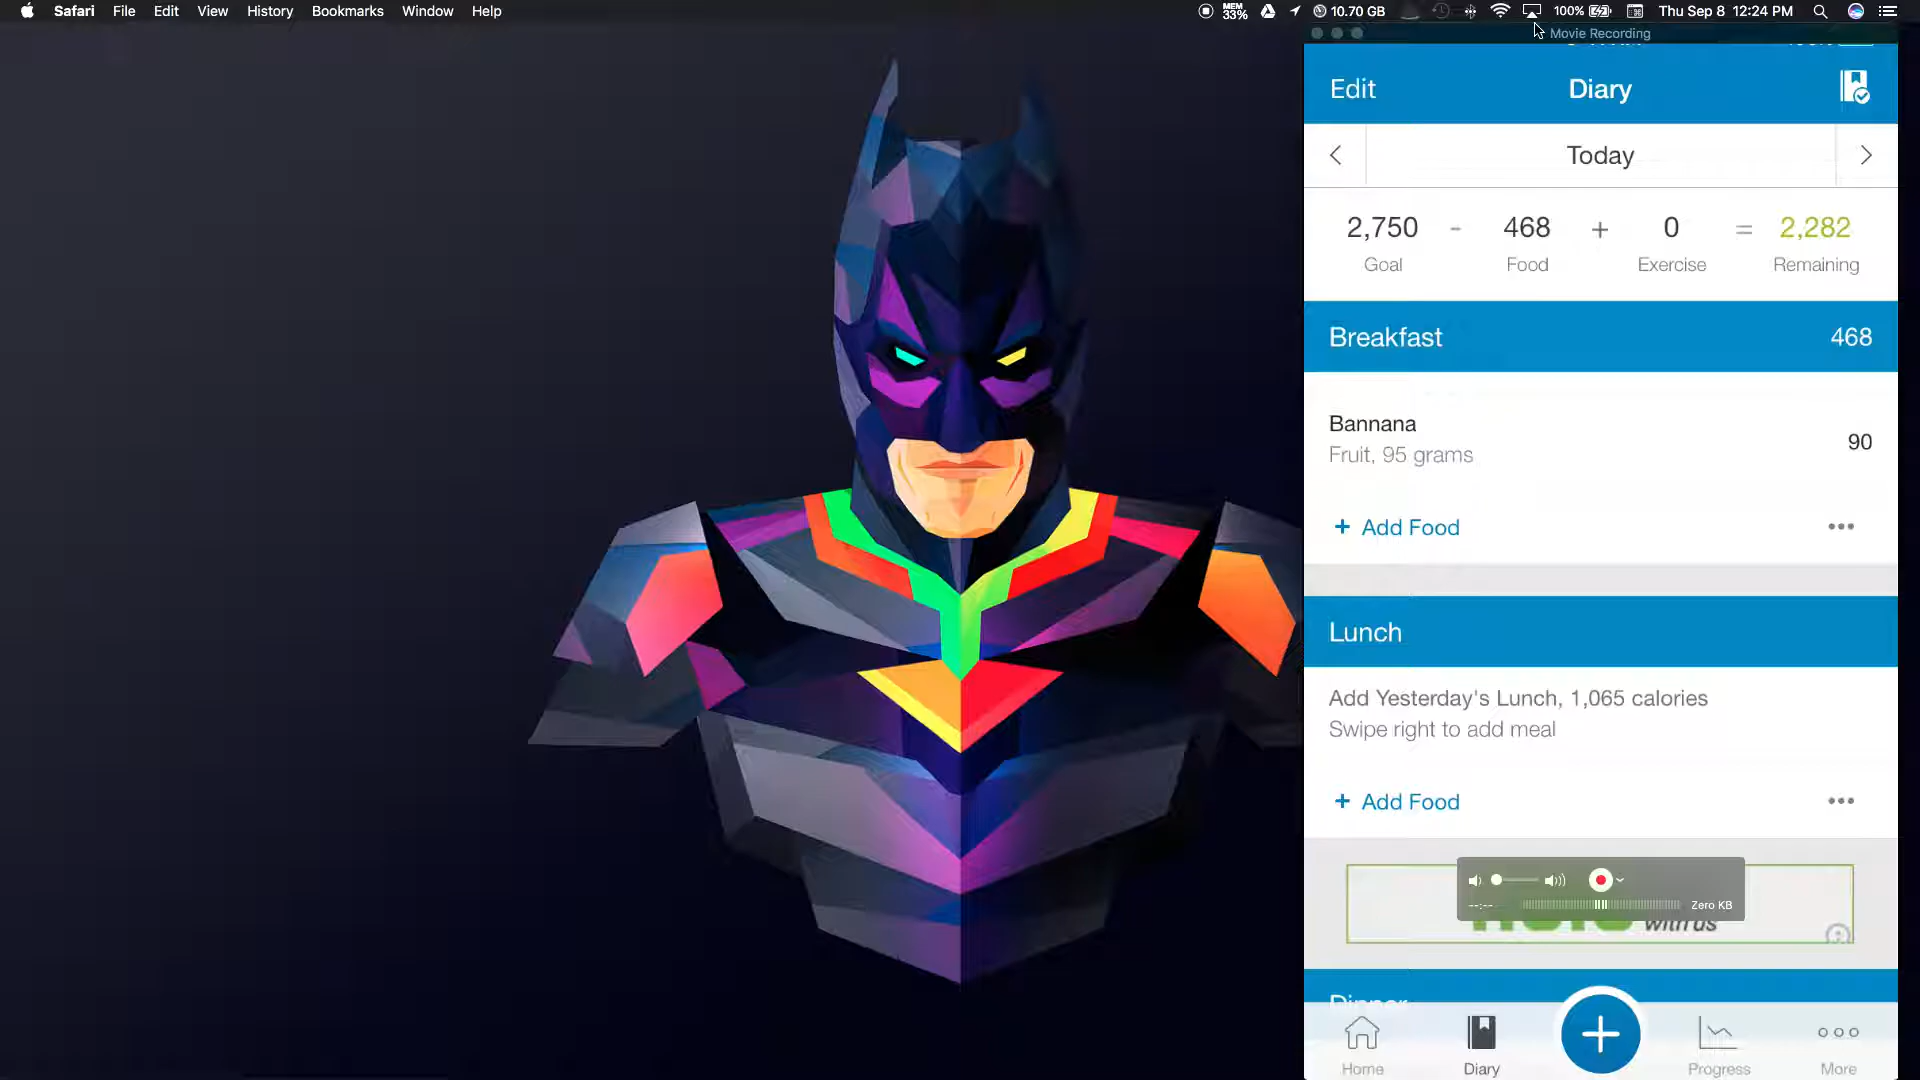 Safari File Edit View History Bookmarks Window Help MEM 33% 10.70 GB 100% Thu Sep 8 12:24 PM
Movie Recording
Edit Diary
Today
2,750 - 468 + 0 = 2,282
Goal Food Exercise Remaining
Breakfast 468
Bannana 90
Fruit, 95 grams
+ Add Food
Lunch
Add Yesterday's Lunch, 1,065 calories
Swipe right to add meal
+ Add Food
--:-- Zero KB
with us
Dinner
Home Diary Progress More